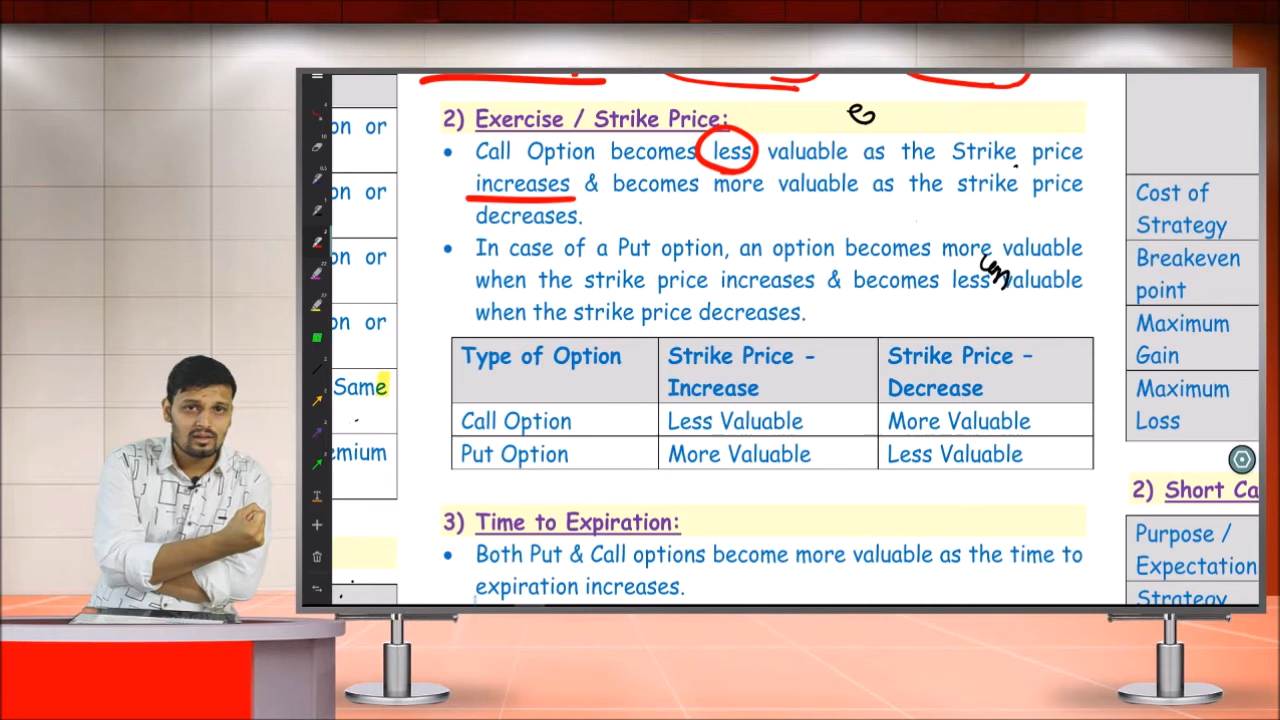 2) Exercise / Strike Price:
• Call Option becomes less valuable as the Strike price
increases & becomes more valuable as the strike price
decreases.
• In case of a Put option, an option becomes more valuable
when the strike price increases & becomes less valuable
when the strike price decreases.
Type of Option Strike Price - Increase Strike Price – Decrease
Call Option Less Valuable More Valuable
Put Option More Valuable Less Valuable
3) Time to Expiration:
• Both Put & Call options become more valuable as the time to
expiration increases.
on or
on or
on or
on or
Same
emium
Cost of
Strategy
Breakeven
point
Maximum
Gain
Maximum
Loss
2) Short Ca
Purpose /
Expectation
Strategy